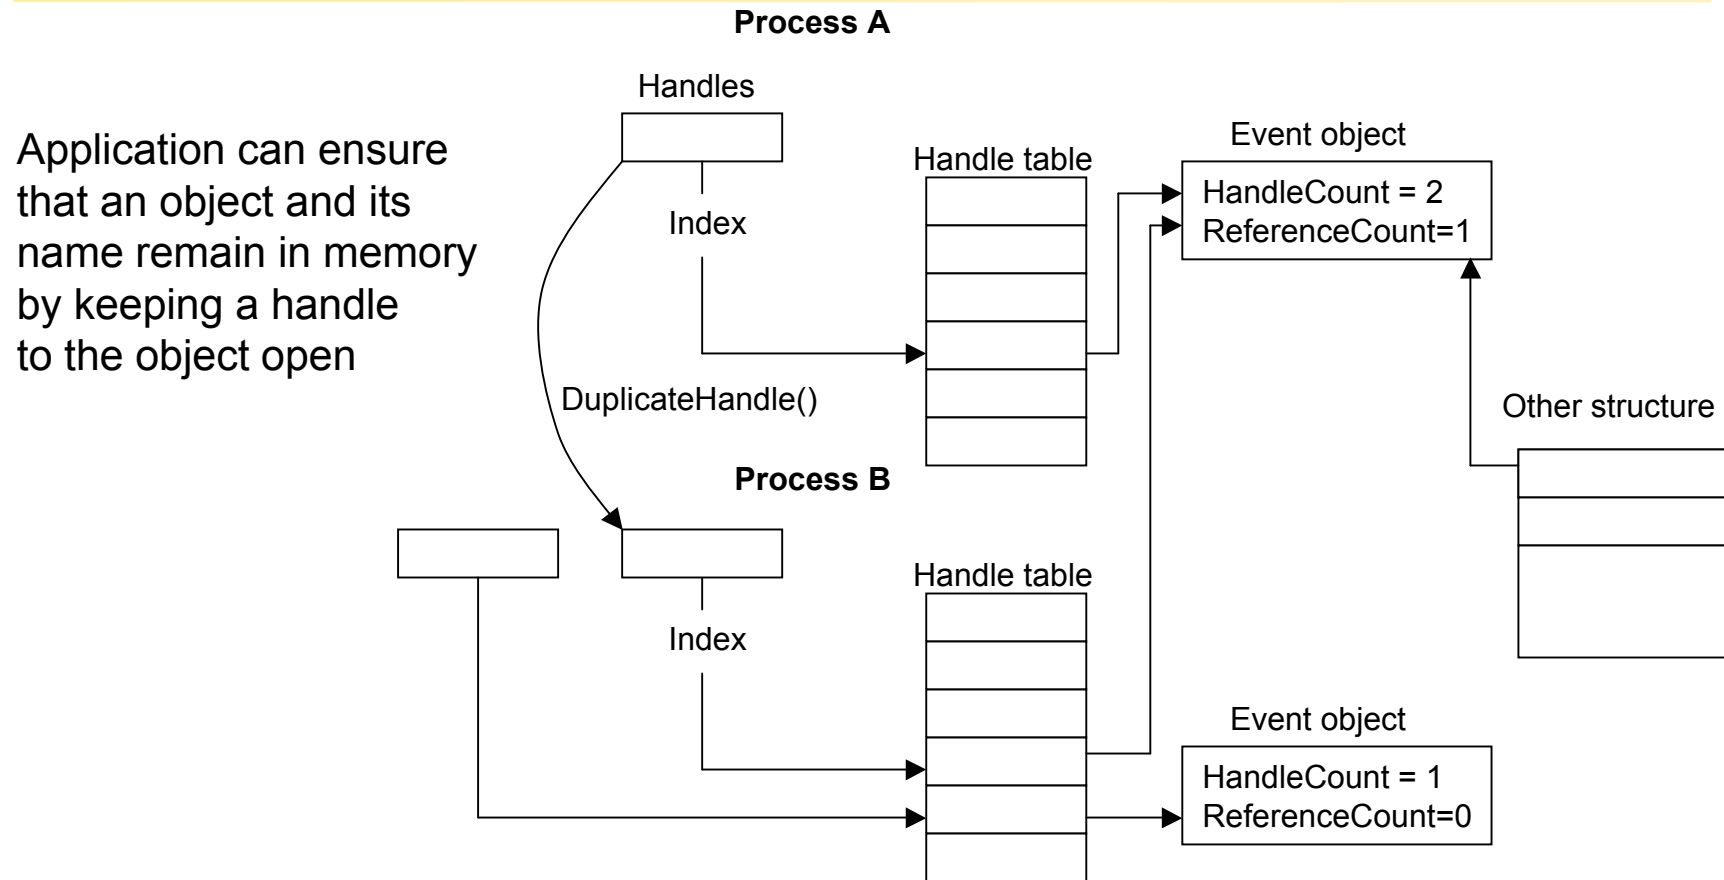 Process A
Application can ensure
that an object and its
name remain in memory
by keeping a handle
to the object open
Handles
Index
Handle table
Event object
HandleCount = 2
ReferenceCount=1
DuplicateHandle()
Other structure
Process B
Index
Handle table
Event object
HandleCount = 1
ReferenceCount=0